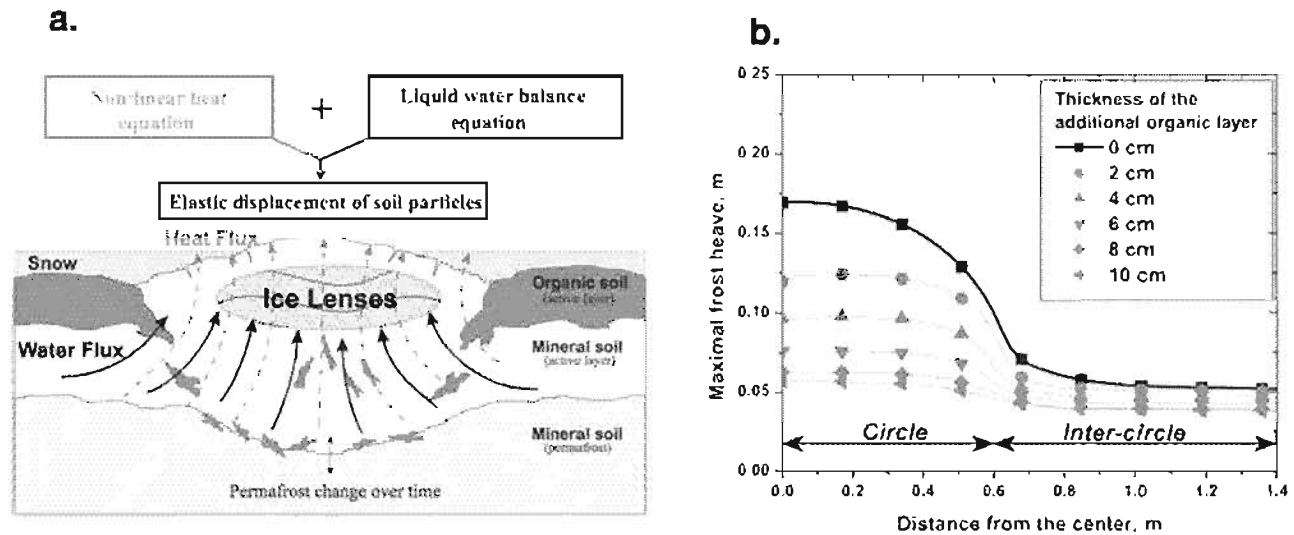 a.
Non-linear heat
equation
+
Liquid water balance
equation
Elastic displacement of soil particles
Heat Flux
Snow
Organic soil
(active layer)
Ice Lenses
Water Flux
Mineral soil
(active layer)
Mineral soil
(permafrost)
Permafrost change over time
b.
Maximal frost heave, m
0.25
0.20
0.15
0.10
0.05
0.00
Thickness of the
additional organic layer
0 cm
2 cm
4 cm
6 cm
8 cm
10 cm
Circle
Inter-circle
0.0 0.2 0.4 0.6 0.8 1.0 1.2 1.4
Distance from the center, m